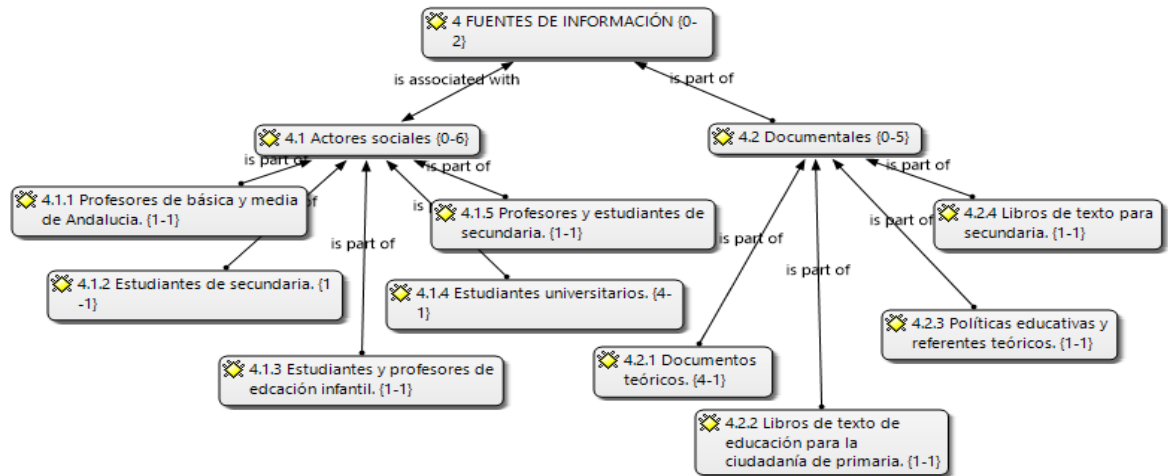 4 FUENTES DE INFORMACIÓN {0-
2}
is associated with
is part of
4.1 Actores sociales {0-6}
4.2 Documentales {0-5}
is part of
is part of
is part of
4.1.1 Profesores de básica y media
de Andalucia. {1-1}
of
is
4.1.5 Profesores y estudiantes de
secundaria. {1-1}
4.2.4 Libros de texto para
secundaria. {1-1}
is part of
is part of
is part of
is part of
4.1.2 Estudiantes de secundaria. {1
-1}
4.1.4 Estudiantes universitarios. {4-
1}
4.2.3 Políticas educativas y
referentes teóricos. {1-1}
4.2.1 Documentos
teóricos. {4-1}
4.1.3 Estudiantes y profesores de
edcación infantil. {1-1}
4.2.2 Libros de texto de
educación para la
ciudadanía de primaria. {1-1}